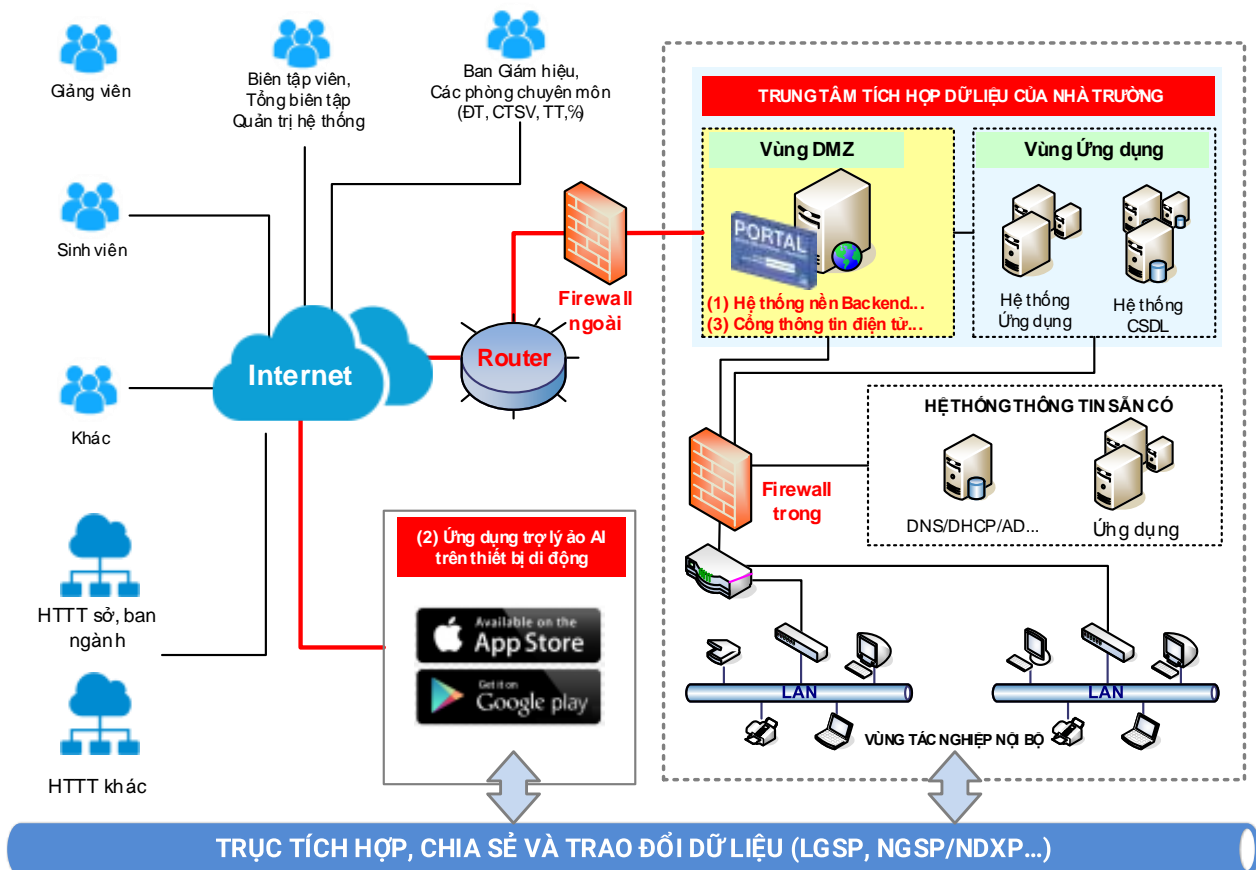 Giảng viên
Biên tập viên,
Tổng biên tập
Quản trị hệ thống
Ban Giám hiệu,
Các phòng chuyên môn
(ĐT, CTSV, TT,℅)
Sinh viên
Khác
HTTT sở, ban
ngành
HTTT khác
Internet
Router
Firewall
ngoài
TRUNG TÂM TÍCH HỢP DỮ LIỆU CỦA NHÀ TRƯỜNG
Vùng DMZ
PORTAL
(1) Hệ thống nền Backend...
(3) Cổng thông tin điện tử...
Vùng Ứng dụng
Hệ thống
Ứng dụng
Hệ thống
CSDL
HỆ THỐNG THÔNG TIN SẴN CÓ
DNS/DHCP/AD...
Ứng dụng
Firewall
trong
(2) Ứng dụng trợ lý ảo AI
trên thiết bị di động
Available on the
App Store
Get it on
Google play
LAN
LAN
VÙNG TÁC NGHIỆP NỘI BỘ
TRỤC TÍCH HỢP, CHIA SẺ VÀ TRAO ĐỔI DỮ LIỆU (LGSP, NGSP/NDXP...)